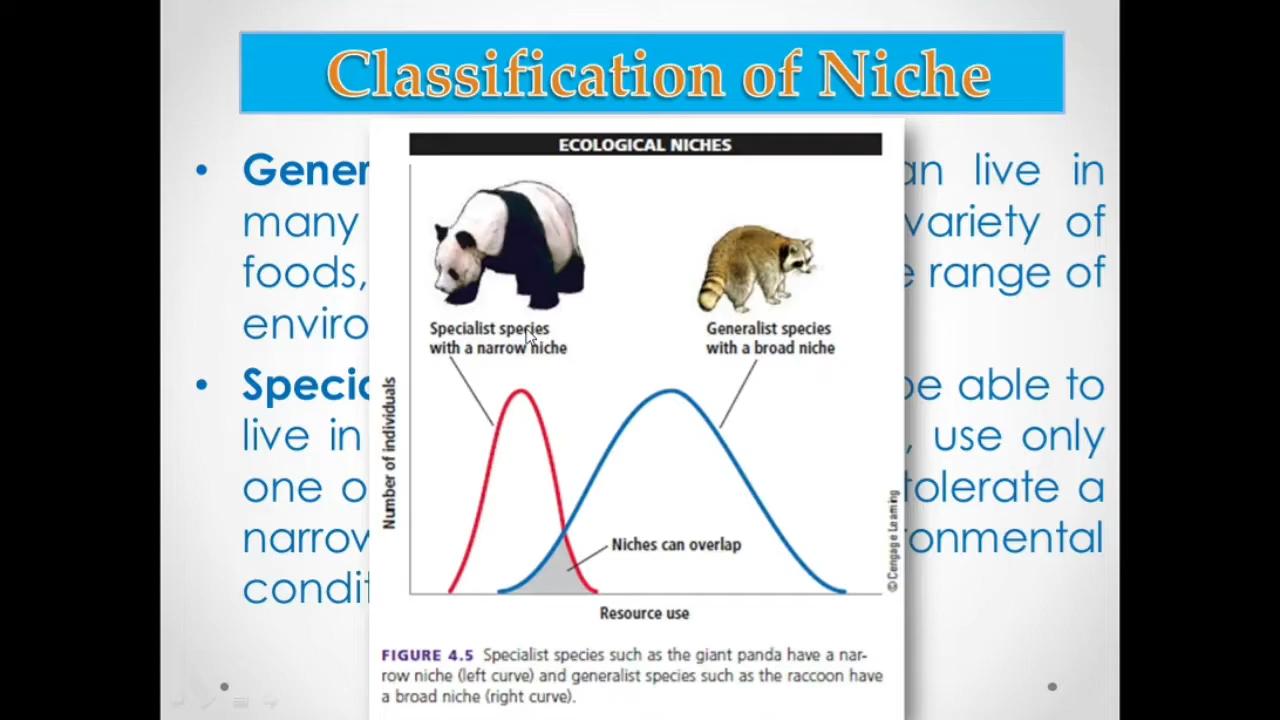 Classification of Niche
ECOLOGICAL NICHES
Specialist species
with a narrow niche
Generalist species
with a broad niche
Number of individuals
Niches can overlap
Resource use
© Cengage Learning
FIGURE 4.5 Specialist species such as the giant panda have a nar-
row niche (left curve) and generalist species such as the raccoon have
a broad niche (right curve).
• Gener an live in
many variety of
foods, e range of
enviro
• Specia be able to
live in , use only
one o tolerate a
narrow onmental
condit